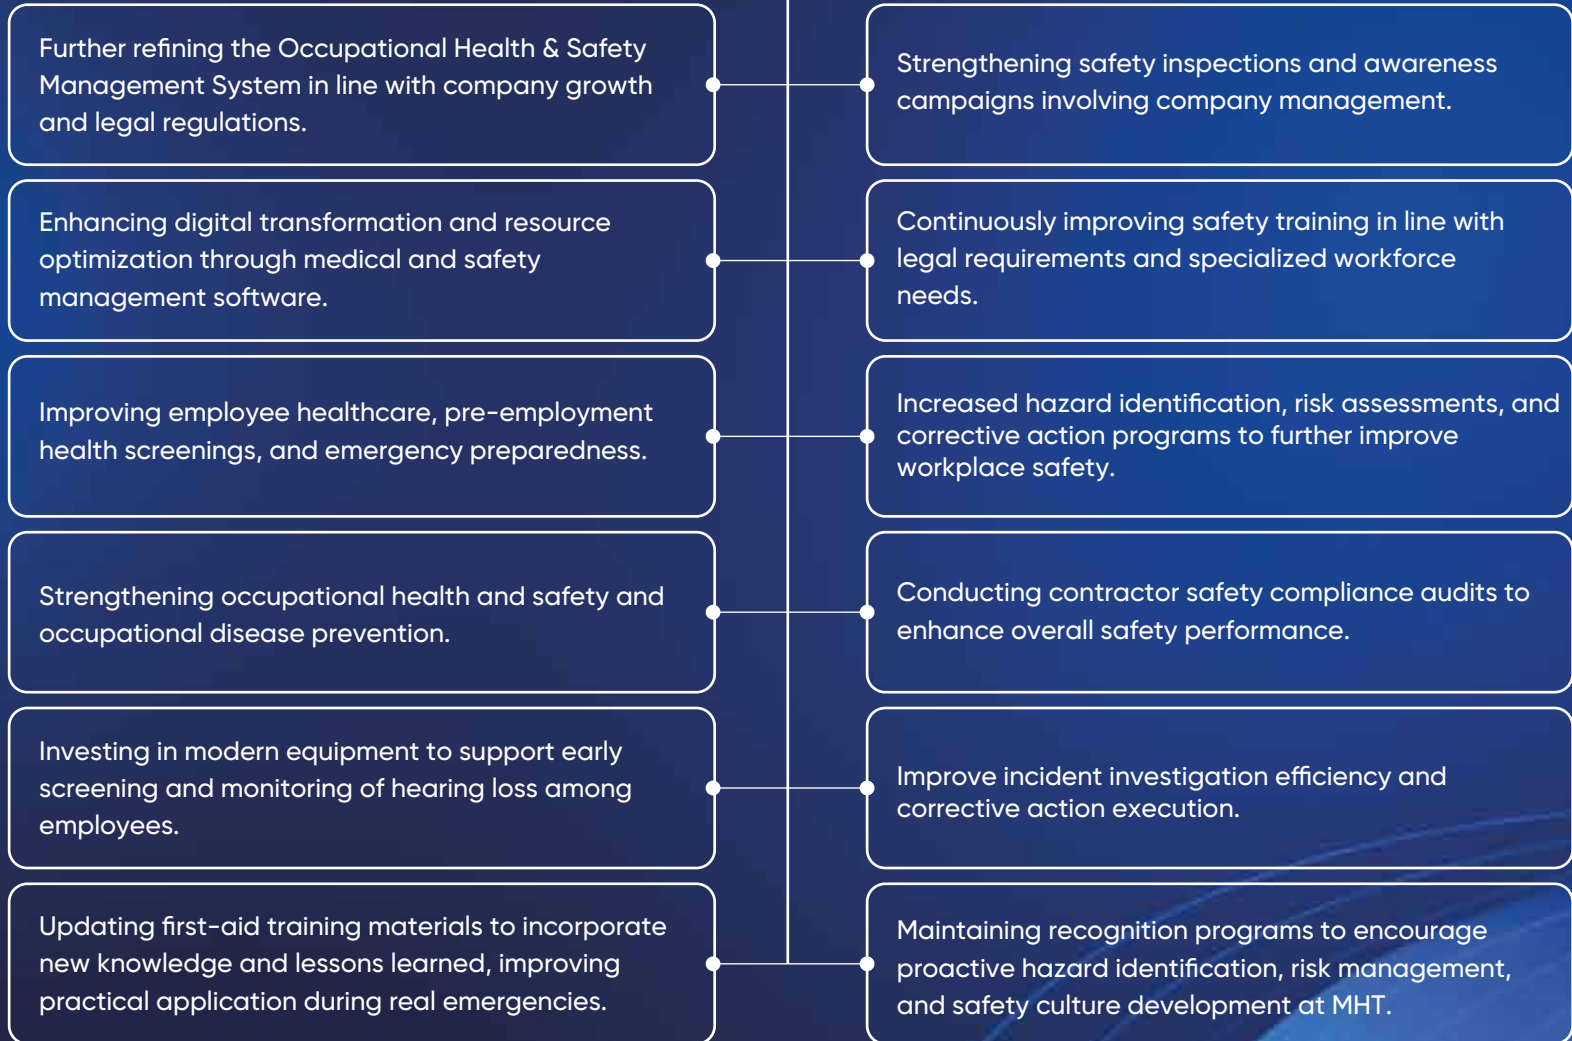 Further refining the Occupational Health & Safety
Management System in line with company growth
and legal regulations.
Strengthening safety inspections and awareness
campaigns involving company management.
Enhancing digital transformation and resource
optimization through medical and safety
management software.
Continuously improving safety training in line with
legal requirements and specialized workforce
needs.
Improving employee healthcare, pre-employment
health screenings, and emergency preparedness.
Increased hazard identification, risk assessments, and
corrective action programs to further improve
workplace safety.
Strengthening occupational health and safety and
occupational disease prevention.
Conducting contractor safety compliance audits to
enhance overall safety performance.
Investing in modern equipment to support early
screening and monitoring of hearing loss among
employees.
Improve incident investigation efficiency and
corrective action execution.
Updating first-aid training materials to incorporate
new knowledge and lessons learned, improving
practical application during real emergencies.
Maintaining recognition programs to encourage
proactive hazard identification, risk management,
and safety culture development at MHT.